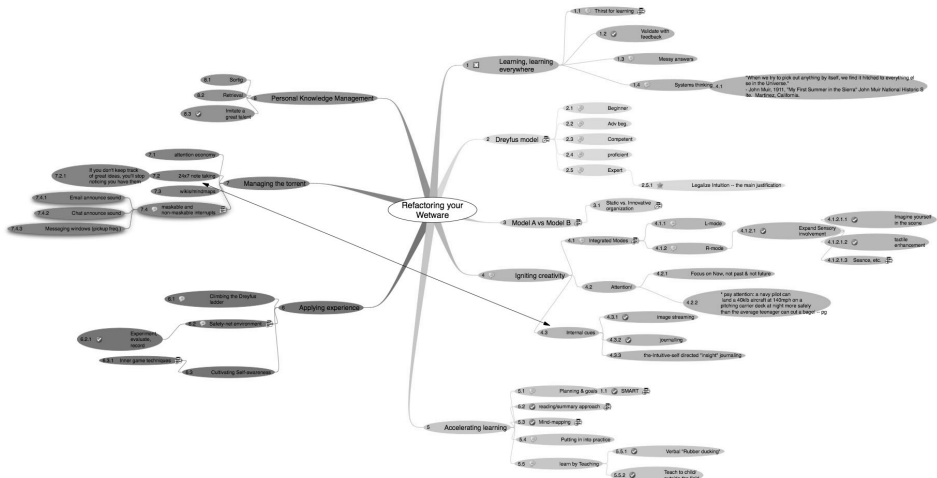 Refactoring your
Wetware
1 Learning, learning
everywhere
1.1 Thirst for learning
1.2 Validate with
feedback
1.3 Messy answers
1.4 Systems thinking
4.1 "When we try to pick out anything by itself, we find it hitched to everything el
se in the Universe."
- John Muir, 1911, "My First Summer in the Sierra" John Muir National Historic S
ite. Martinez, California.
2 Dreyfus model
2.1 Beginner
2.2 Adv beg.
2.3 Competent
2.4 proficient
2.5 Expert
2.5.1 Legalize Intuition -- the main justification
3 Model A vs Model B
3.1 Static vs. Innovative
organization
4 Igniting creativity
4.1 Integrated Modes
4.1.1 L-mode
4.1.2 R-mode
4.1.2.1 Expand Sensory
involvement
4.1.2.1.1 Imagine yourself
in the scene
4.1.2.1.2 tactile
enhancement
4.1.2.1.3 Seance, etc.
4.2 Attention!
4.2.1 Focus on Now, not past & not future
4.2.2 " pay attention: a navy pilot can
land a 40klb aircraft at 140mph on a
pitching carrier deck at night more safely
than the average teenager can cut a bagel -- pg
4.3 Internal cues
4.3.1 image streaming
4.3.2 journalling
4.3.3 the-intuitive-self directed "insight" journaling
5 Accelerating learning
5.1 Planning & goals
1.1 SMART
5.2 reading/summary approach
5.3 Mind-mapping
5.4 Putting in into practice
5.5 learn by Teaching
5.5.1 Verbal "Rubber ducking"
5.5.2 Teach to child/
Applying experience
6.1 Climbing the Dreyfus
ladder
6.2 Safety net environment
6.2.1 Experiment,
evaluate,
record
6.3 Cultivating Self-awareness
6.3.1 Inner game techniques
7 Managing the torrent
7.1 attention economy
7.2 24x7 note taking
7.2.1 If you don't keep track
of great ideas, you'll stop
noticing you have them
7.3 wikis/mindmaps
7.4 maskable and
non-maskable interrupts
7.4.1 Email announce sound
7.4.2 Chat announce sound
7.4.3 Messaging windows (pickup freq.)
8 Personal Knowledge Management
8.1 Sorting
8.2 Retrieval
8.3 Imitate a
great talent